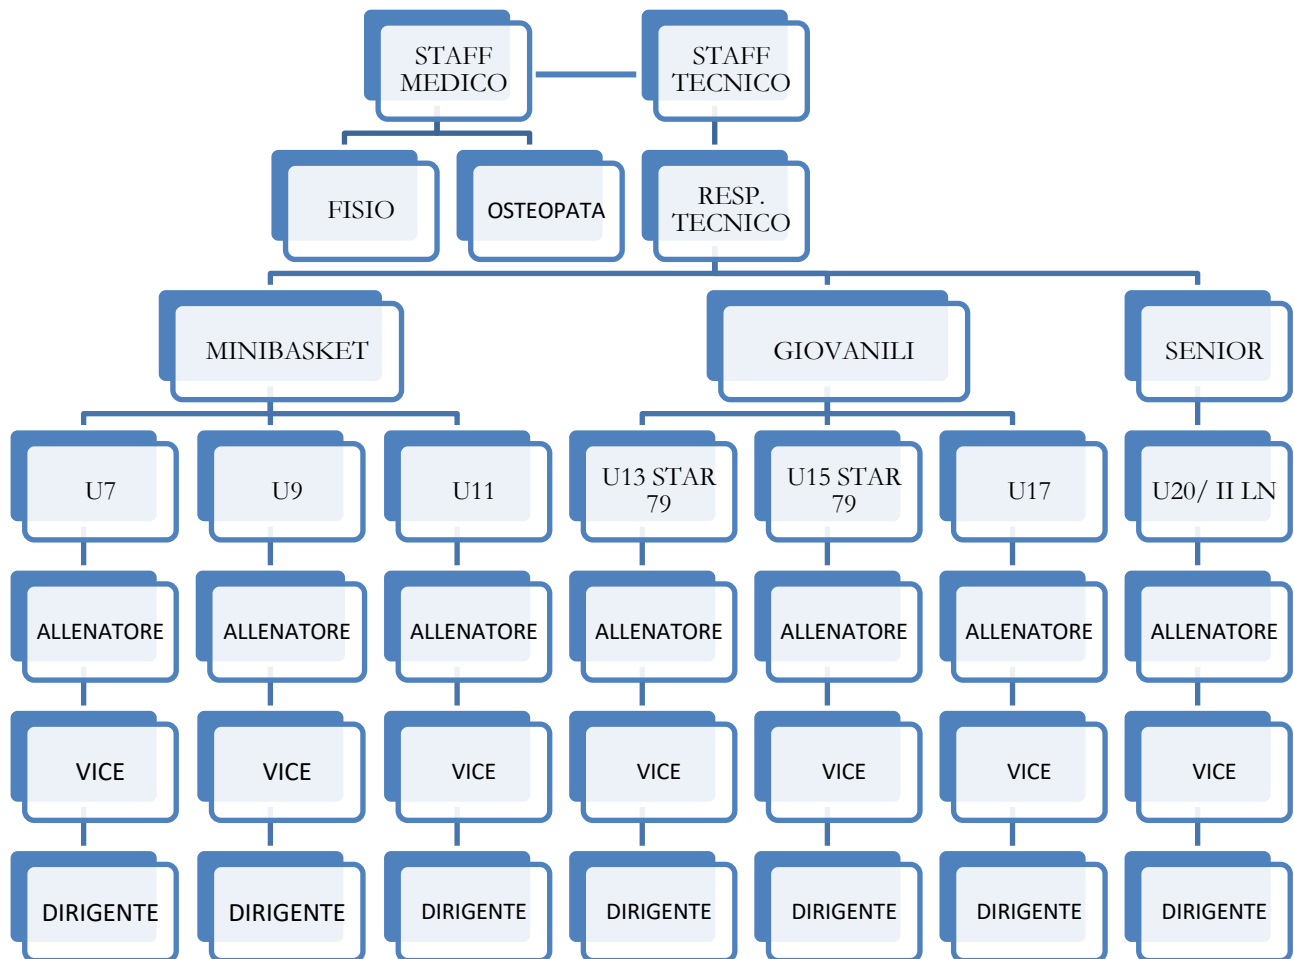 STAFF
MEDICO
STAFF
TECNICO
FISIO
OSTEOPATA
RESP.
TECNICO
MINIBASKET
GIOVANILI
SENIOR
U7
U9
U11
U13 STAR
79
U15 STAR
79
U17
U20/ II LN
ALLENATORE
ALLENATORE
ALLENATORE
ALLENATORE
ALLENATORE
ALLENATORE
ALLENATORE
VICE
VICE
VICE
VICE
VICE
VICE
VICE
DIRIGENTE
DIRIGENTE
DIRIGENTE
DIRIGENTE
DIRIGENTE
DIRIGENTE
DIRIGENTE